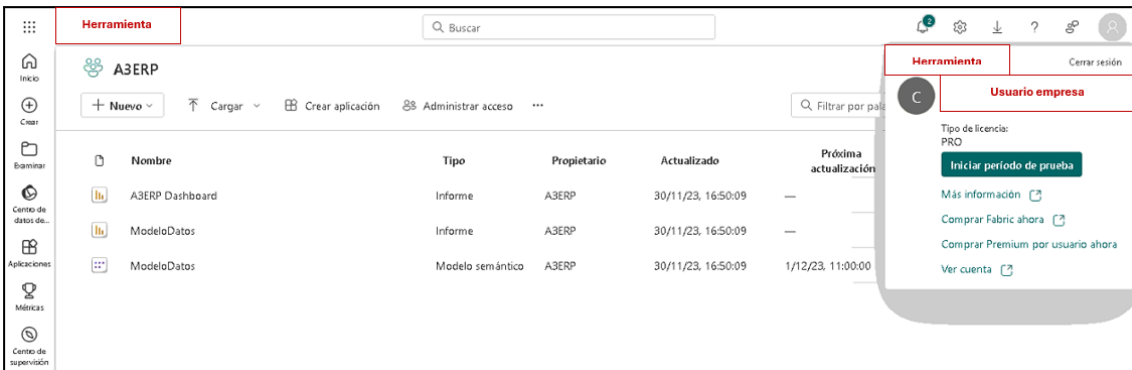 Herramienta
Buscar
2
Inicio
Crear
Examinar
Centro de
datos de...
Aplicaciones
Métricas
Centro de
supervisión
A3ERP
Nuevo
Cargar
Crear aplicación
Administrar acceso
...
Filtrar por pala
Nombre
Tipo
Propietario
Actualizado
Próxima
actualización
A3ERP Dashboard
Informe
A3ERP
30/11/23, 16:50:09
—
ModeloDatos
Informe
A3ERP
30/11/23, 16:50:09
—
ModeloDatos
Modelo semántico
A3ERP
30/11/23, 16:50:09
1/12/23, 11:00:00
Herramienta
Cerrar sesión
C
Usuario empresa
Tipo de licencia:
PRO
Iniciar período de prueba
Más información
Comprar Fabric ahora
Comprar Premium por usuario ahora
Ver cuenta